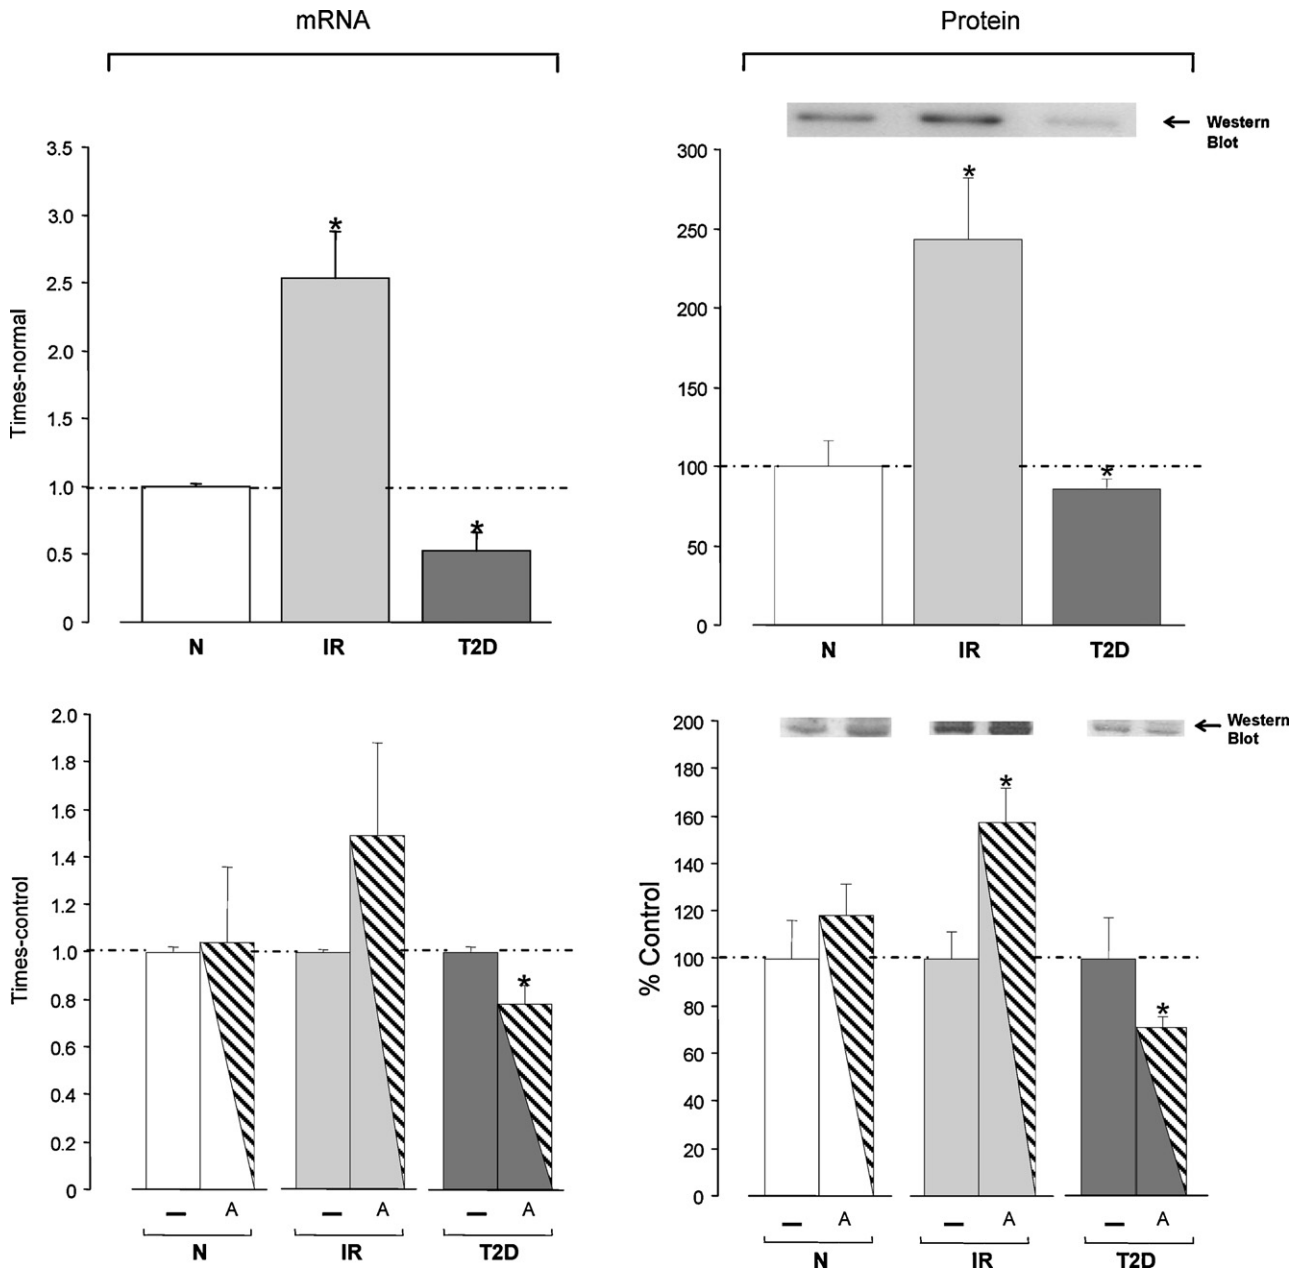 mRNA
Protein
Western
Blot
Times-normal
3.5
3.0
2.5
2.0
1.5
1.0
0.5
0
*
*
N IR T2D
300
250
200
150
100
50
0
*
*
N IR T2D
Times-control
2.0
1.8
1.6
1.4
1.2
1.0
0.8
0.6
0.4
0.2
0
*
– A – A – A
N IR T2D
Western
Blot
% Control
200
180
160
140
120
100
80
60
40
20
0
*
*
– A – A – A
N IR T2D